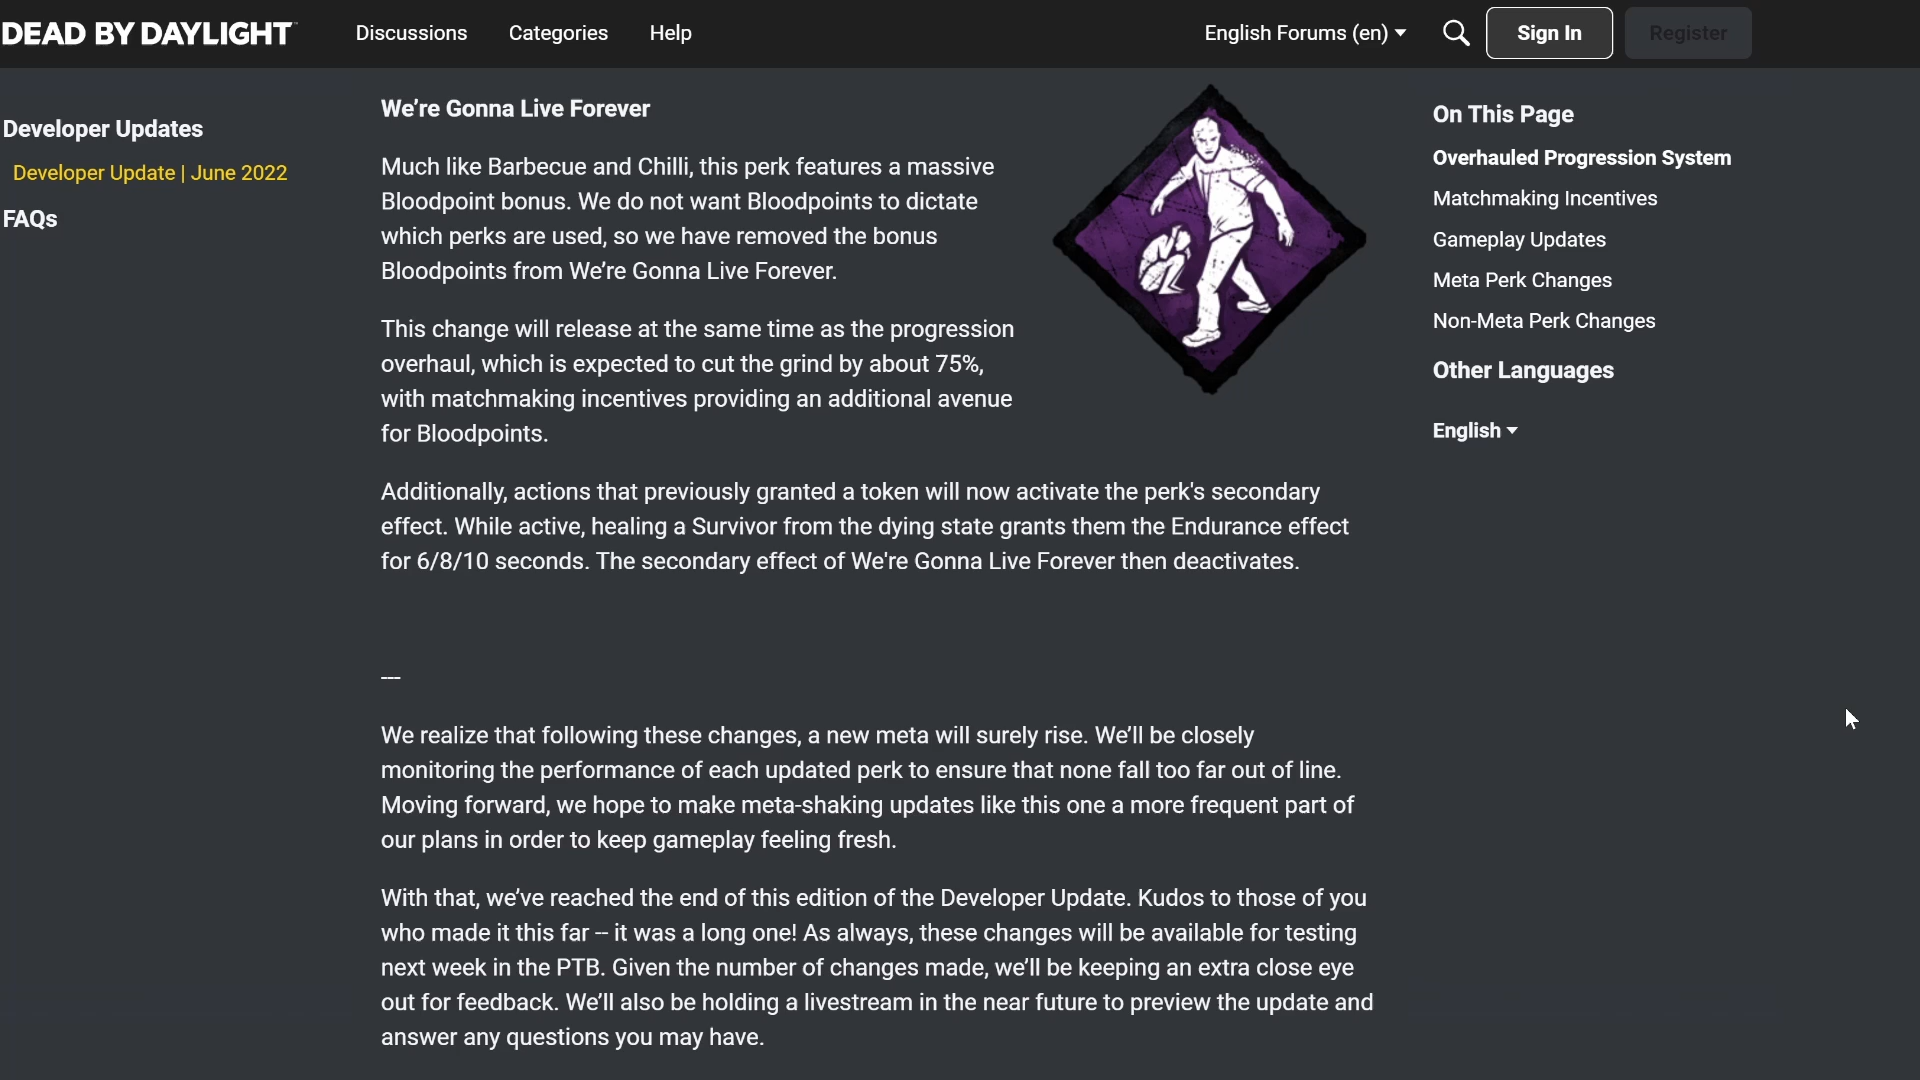 DEAD BY DAYLIGHT™
Discussions
Categories
Help
English Forums (en)
Sign In
Register
Developer Updates
Developer Update | June 2022
FAQs
We’re Gonna Live Forever
Much like Barbecue and Chilli, this perk features a massive
Bloodpoint bonus. We do not want Bloodpoints to dictate
which perks are used, so we have removed the bonus
Bloodpoints from We’re Gonna Live Forever.
This change will release at the same time as the progression
overhaul, which is expected to cut the grind by about 75%,
with matchmaking incentives providing an additional avenue
for Bloodpoints.
Additionally, actions that previously granted a token will now activate the perk's secondary
effect. While active, healing a Survivor from the dying state grants them the Endurance effect
for 6/8/10 seconds. The secondary effect of We're Gonna Live Forever then deactivates.
---
We realize that following these changes, a new meta will surely rise. We’ll be closely
monitoring the performance of each updated perk to ensure that none fall too far out of line.
Moving forward, we hope to make meta-shaking updates like this one a more frequent part of
our plans in order to keep gameplay feeling fresh.
With that, we’ve reached the end of this edition of the Developer Update. Kudos to those of you
who made it this far -- it was a long one! As always, these changes will be available for testing
next week in the PTB. Given the number of changes made, we’ll be keeping an extra close eye
out for feedback. We’ll also be holding a livestream in the near future to preview the update and
answer any questions you may have.
On This Page
Overhauled Progression System
Matchmaking Incentives
Gameplay Updates
Meta Perk Changes
Non-Meta Perk Changes
Other Languages
English